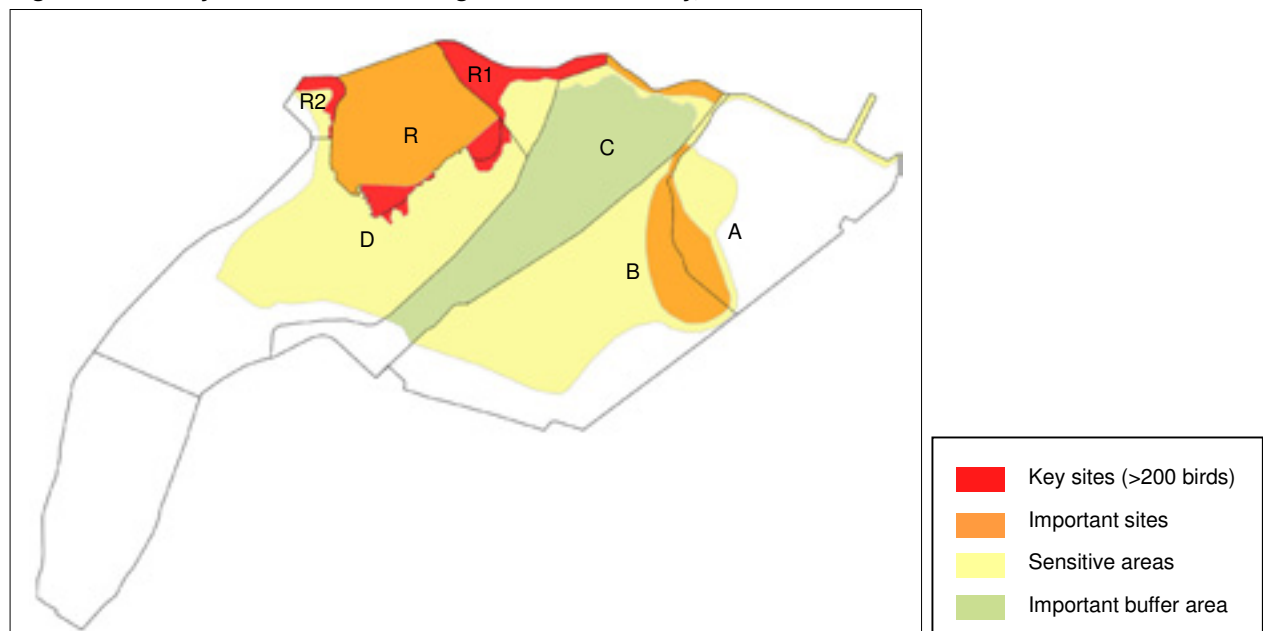 R1
R2
R
C
A
D
B
Key sites (>200 birds)
Important sites
Sensitive areas
Important buffer area